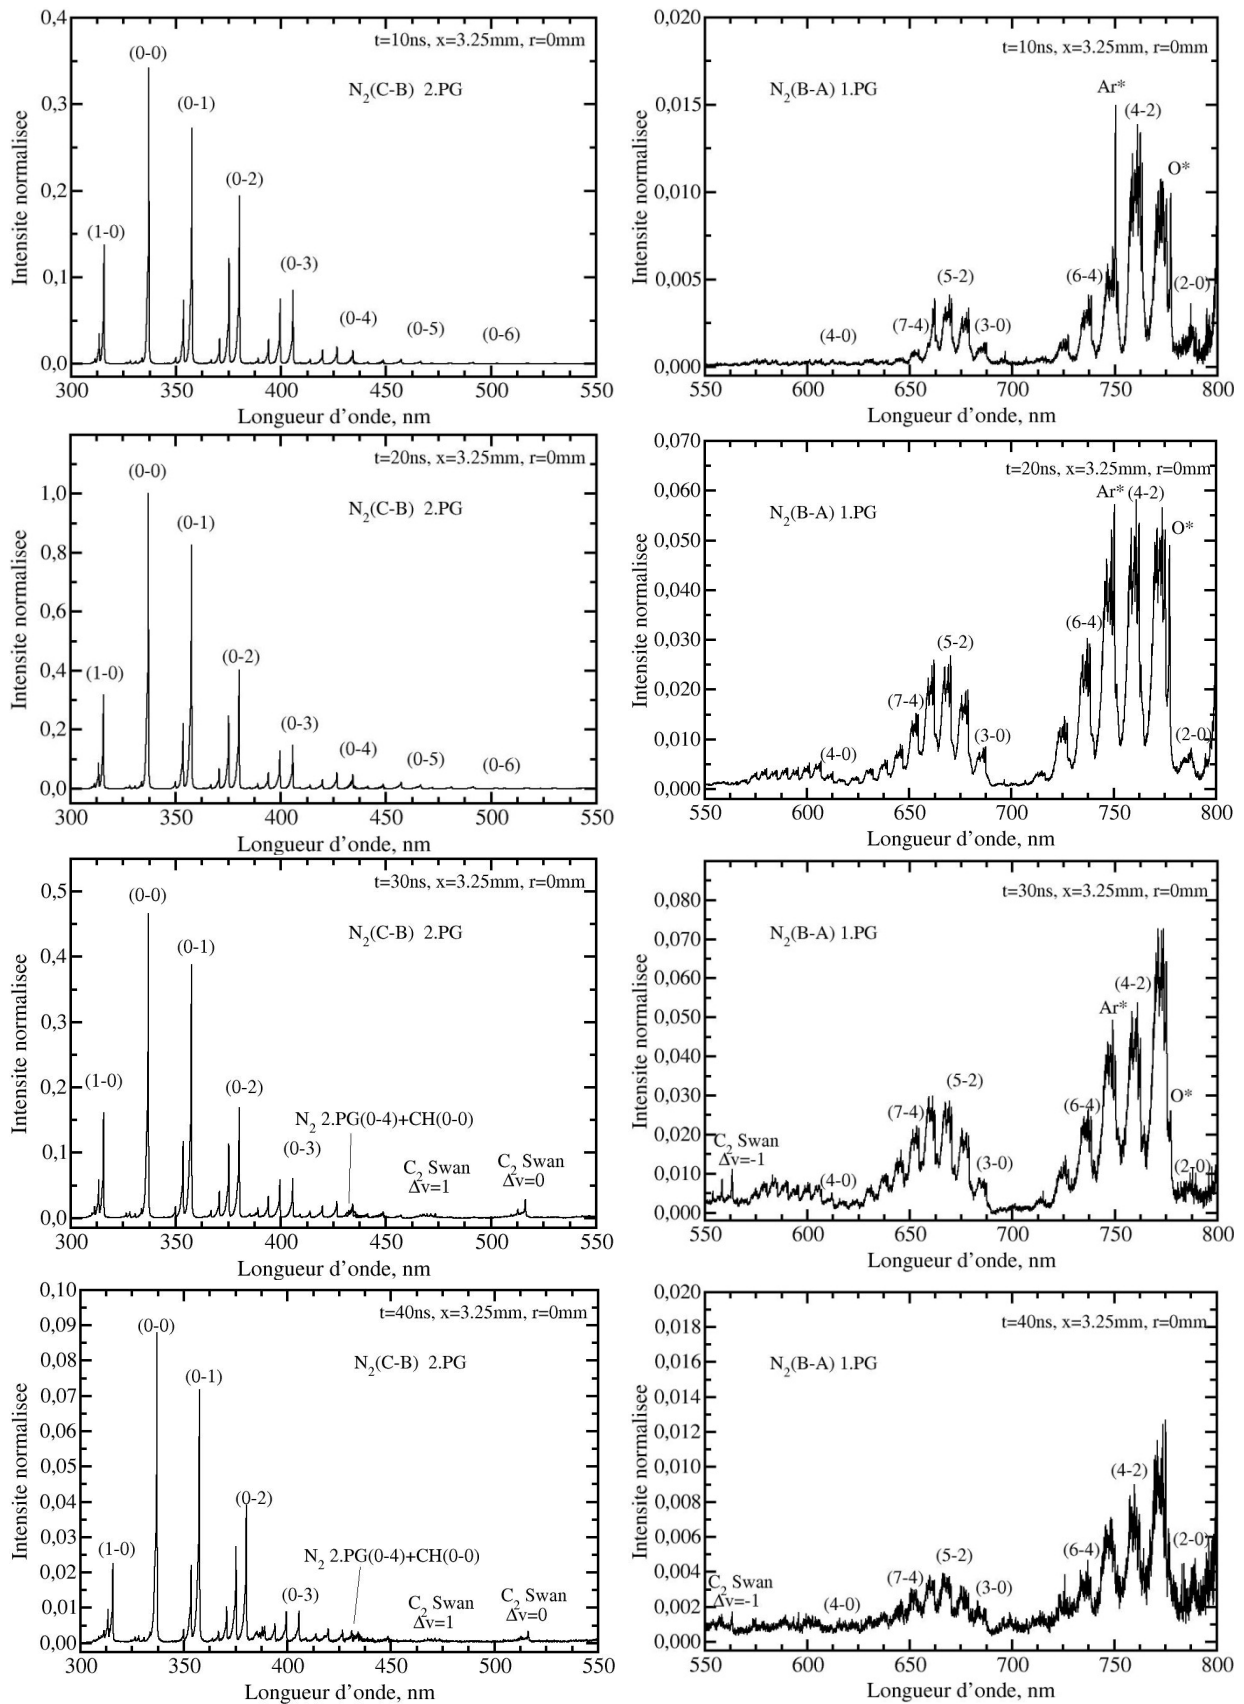 0,4
t=10ns, x=3.25mm, r=0mm
(0-0)
N2(C-B) 2.PG
(0-1)
0,3
(0-2)
0,2
(1-0)
(0-3)
0,1
(0-4)
(0-5)
(0-6)
0,0
300 350 400 450 500 550
Longueur d'onde, nm
Intensite normalisee
0,020
t=10ns, x=3.25mm, r=0mm
N2(B-A) 1.PG
Ar*
(4-2)
0,015
O*
0,010
(5-2)
(6-4)
(2-0)
0,005
(7-4)
(3-0)
(4-0)
0,000
550 600 650 700 750 800
Longueur d'onde, nm
Intensite normalisee
t=20ns, x=3.25mm, r=0mm
(0-0)
1,0
N2(C-B) 2.PG
(0-1)
0,8
0,6
(0-2)
0,4
(1-0)
(0-3)
0,2
(0-4)
(0-5)
(0-6)
0,0
300 350 400 450 500 550
Longueur d'onde, nm
Intensite normalisee
0,070
t=20ns, x=3.25mm, r=0mm
0,060
Ar*
(4-2)
N2(B-A) 1.PG
O*
0,050
0,040
(6-4)
0,030
(5-2)
0,020
(7-4)
(3-0)
(2-0)
0,010
(4-0)
0,000
550 600 650 700 750 800
Longueur d'onde, nm
Intensite normalisee
0,5
t=30ns, x=3.25mm, r=0mm
(0-0)
N2(C-B) 2.PG
(0-1)
0,4
0,3
(1-0)
(0-2)
0,2
N2 2.PG(0-4)+CH(0-0)
(0-3)
C2 Swan
Δv=1
C2 Swan
Δv=0
0,1
0,0
300 350 400 450 500 550
Longueur d'onde, nm
Intensite normalisee
t=30ns, x=3.25mm, r=0mm
0,080
N2(B-A) 1.PG
0,070
0,060
(4-2)
Ar*
0,050
0,040
(5-2)
0,030
(7-4)
(6-4)
O*
0,020
C2 Swan
Δv=-1
(4-0)
(3-0)
(2-0)
0,010
0,000
550 600 650 700 750 800
Longueur d'onde, nm
Intensite normalisee
0,10
t=40ns, x=3.25mm, r=0mm
0,09
(0-0)
N2(C-B) 2.PG
0,08
(0-1)
0,07
0,06
0,05
0,04
(0-2)
0,03
(1-0)
N2 2.PG(0-4)+CH(0-0)
0,02
(0-3)
C2 Swan
Δv=1
C2 Swan
Δv=0
0,01
0,00
300 350 400 450 500 550
Longueur d'onde, nm
Intensite normalisee
0,020
t=40ns, x=3.25mm, r=0mm
0,018
0,016
N2(B-A) 1.PG
0,014
0,012
0,010
(4-2)
0,008
0,006
(5-2)
(6-4)
(2-0)
0,004
(7-4)
(3-0)
C2 Swan
Δv=-1
(4-0)
0,002
0,000
550 600 650 700 750 800
Longueur d'onde, nm
Intensite normalisee